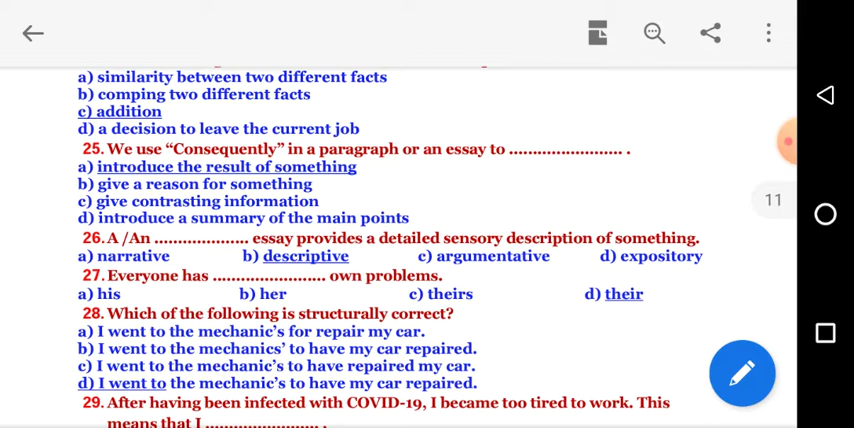 a) similarity between two different facts
b) comping two different facts
c) addition
d) a decision to leave the current job
25. We use “Consequently” in a paragraph or an essay to ........................ .
a) introduce the result of something
b) give a reason for something
c) give contrasting information
d) introduce a summary of the main points
26. A /An .................... essay provides a detailed sensory description of something.
a) narrative b) descriptive c) argumentative d) expository
27. Everyone has ........................ own problems.
a) his b) her c) theirs d) their
28. Which of the following is structurally correct?
a) I went to the mechanic’s for repair my car.
b) I went to the mechanics’ to have my car repaired.
c) I went to the mechanic’s to have repaired my car.
d) I went to the mechanic’s to have my car repaired.
29. After having been infected with COVID-19, I became too tired to work. This
means that I ........................ .
11